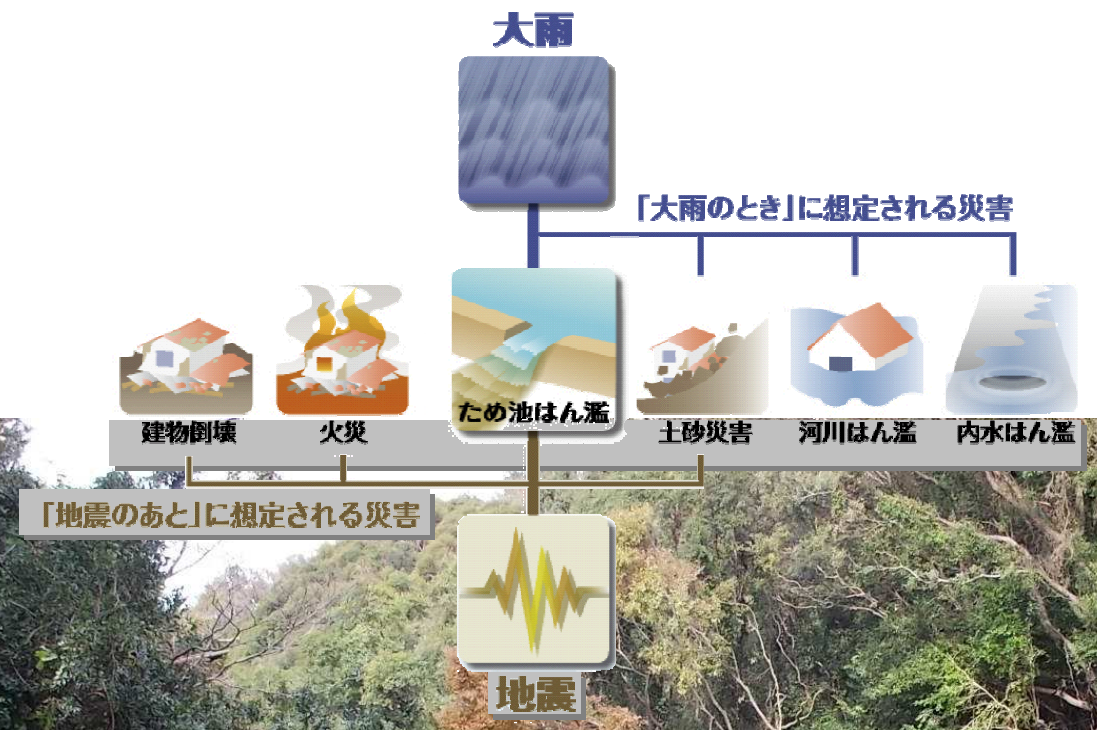 大雨
「大雨のとき」に想定される災害
建物倒壊
火災
ため池はん濫
土砂災害
河川はん濫
内水はん濫
「地震のあと」に想定される災害
地震